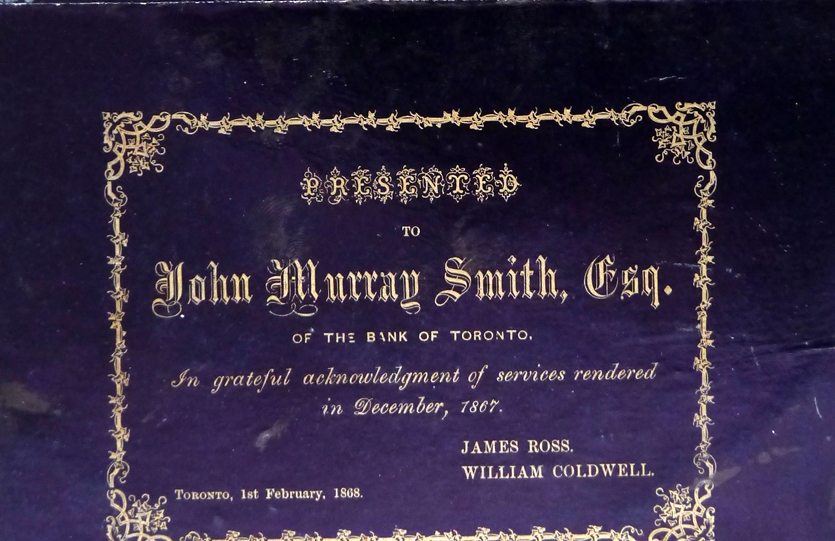 PRESENTED
TO
John Murray Smith, Esq.
OF THE BANK OF TORONTO.
In grateful acknowledgment of services rendered
in December, 1867.
JAMES ROSS.
WILLIAM COLDWELL.
TORONTO, 1st February, 1868.